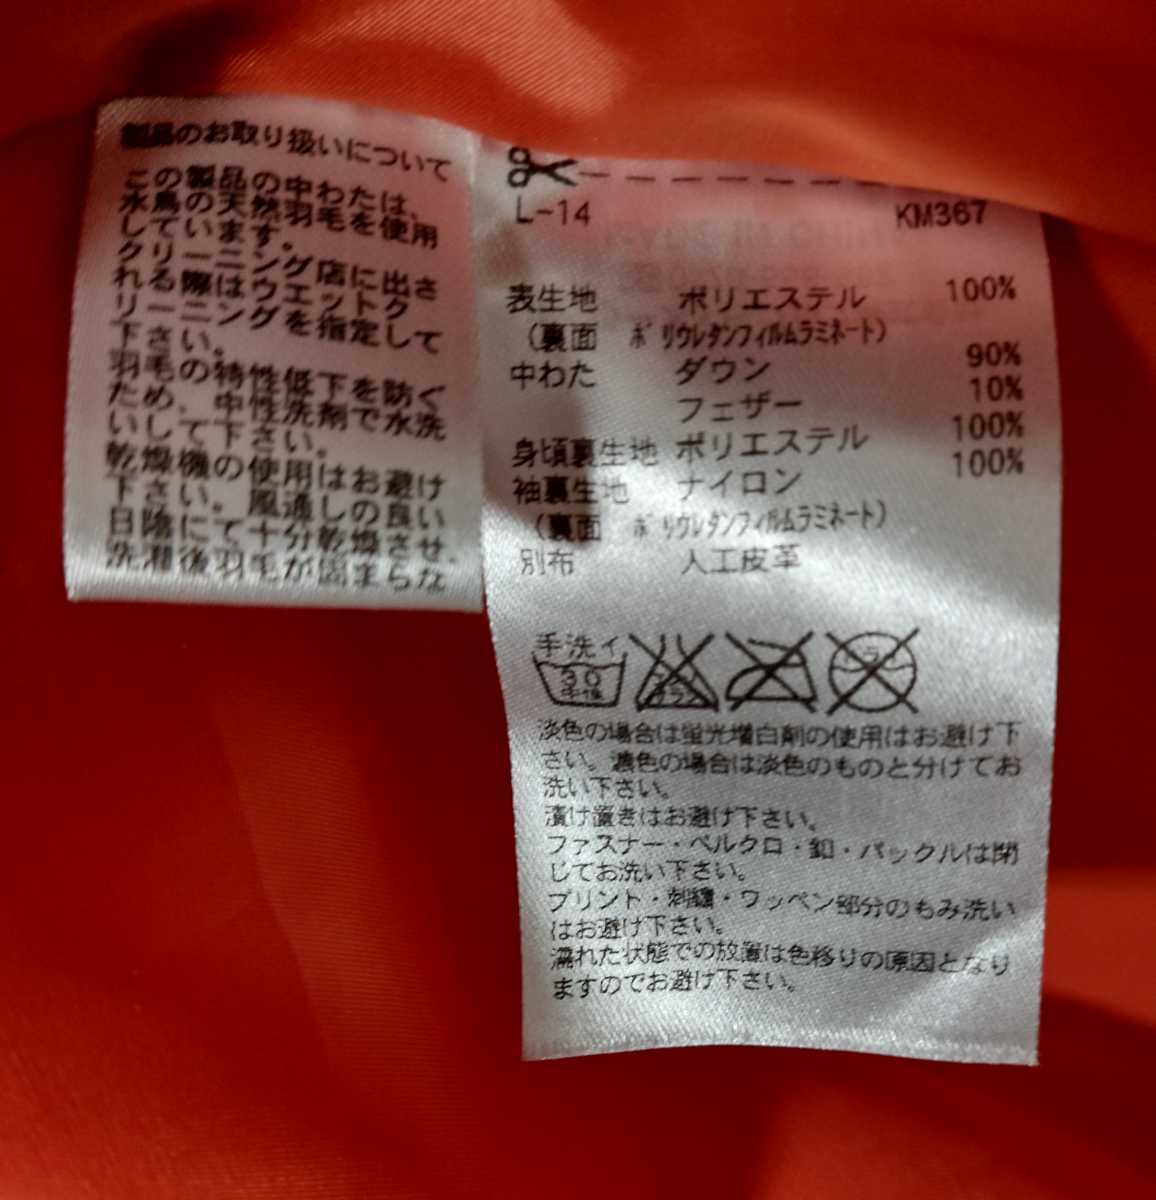 製品のお取り扱いについて
この製品の中わたは、
水鳥の天然羽毛を使用
しています。
クリーニング店に出さ
れる際はウエットク
リーニングを指定して
下さい。
羽毛の特性低下を防ぐ
ため、中性洗剤で水洗
いして下さい。
乾燥機の使用はお避け
下さい。風通しの良い
日陰にて十分乾燥させ、
洗濯後羽毛が固まらな
L-14 KM367
表生地 ポリエステル 100%
(裏面 ポリウレタンフィルムラミネート)
中わた ダウン 90%
フェザー 10%
身頃裏生地 ポリエステル 100%
袖裏生地 ナイロン 100%
(裏面 ポリウレタンフィルムラミネート)
別布 人工皮革
手洗イ
30
中性
エンソ
サラシ
ドライ
淡色の場合は蛍光増白剤の使用はお避け下
さい。濃色の場合は淡色のものと分けてお
洗い下さい。
漬け置きはお避け下さい。
ファスナー・ベルクロ・釦・バックルは閉
じてお洗い下さい。
プリント・刺繍・ワッペン部分のもみ洗い
はお避け下さい。
濡れた状態での放置は色移りの原因となり
ますのでお避け下さい。